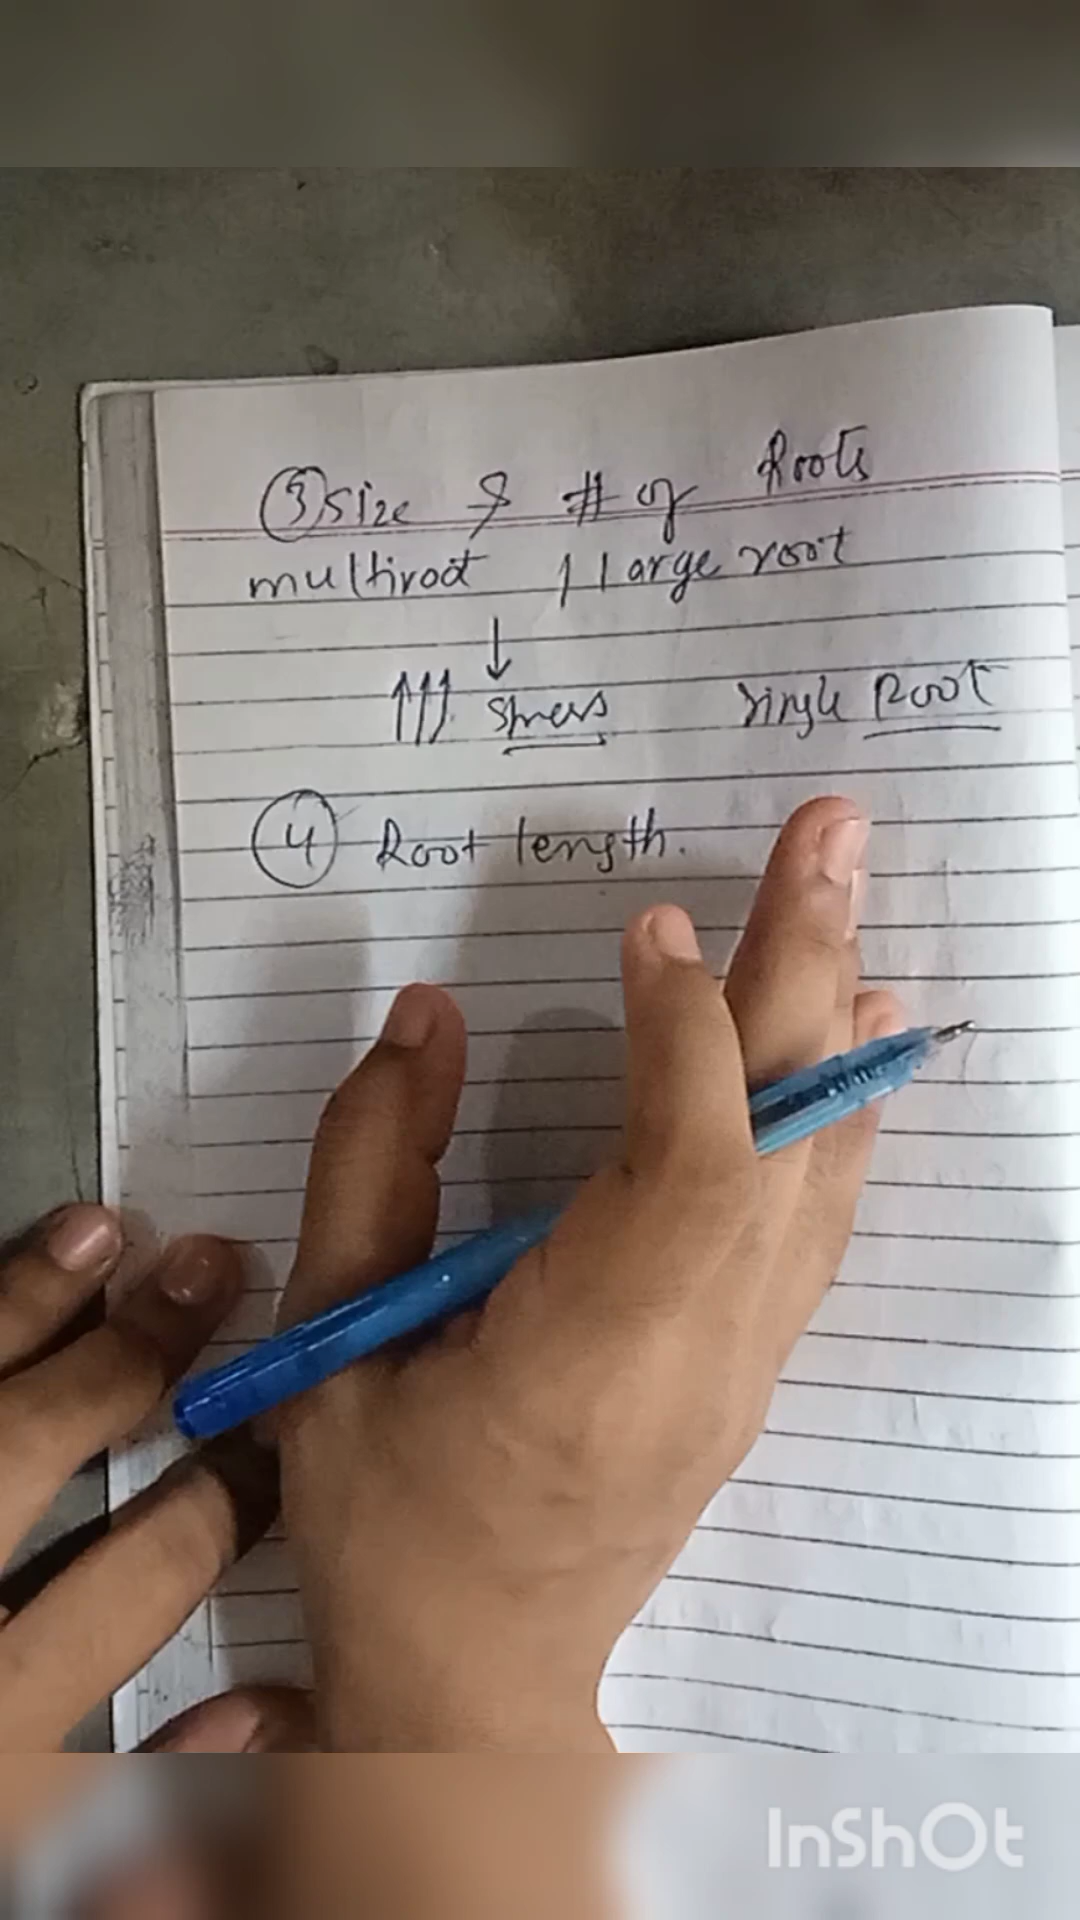 ③ size & # of Roots
multiroot / large root
↓
↑↑↑ stress single Root
④ Root length.
InShOt